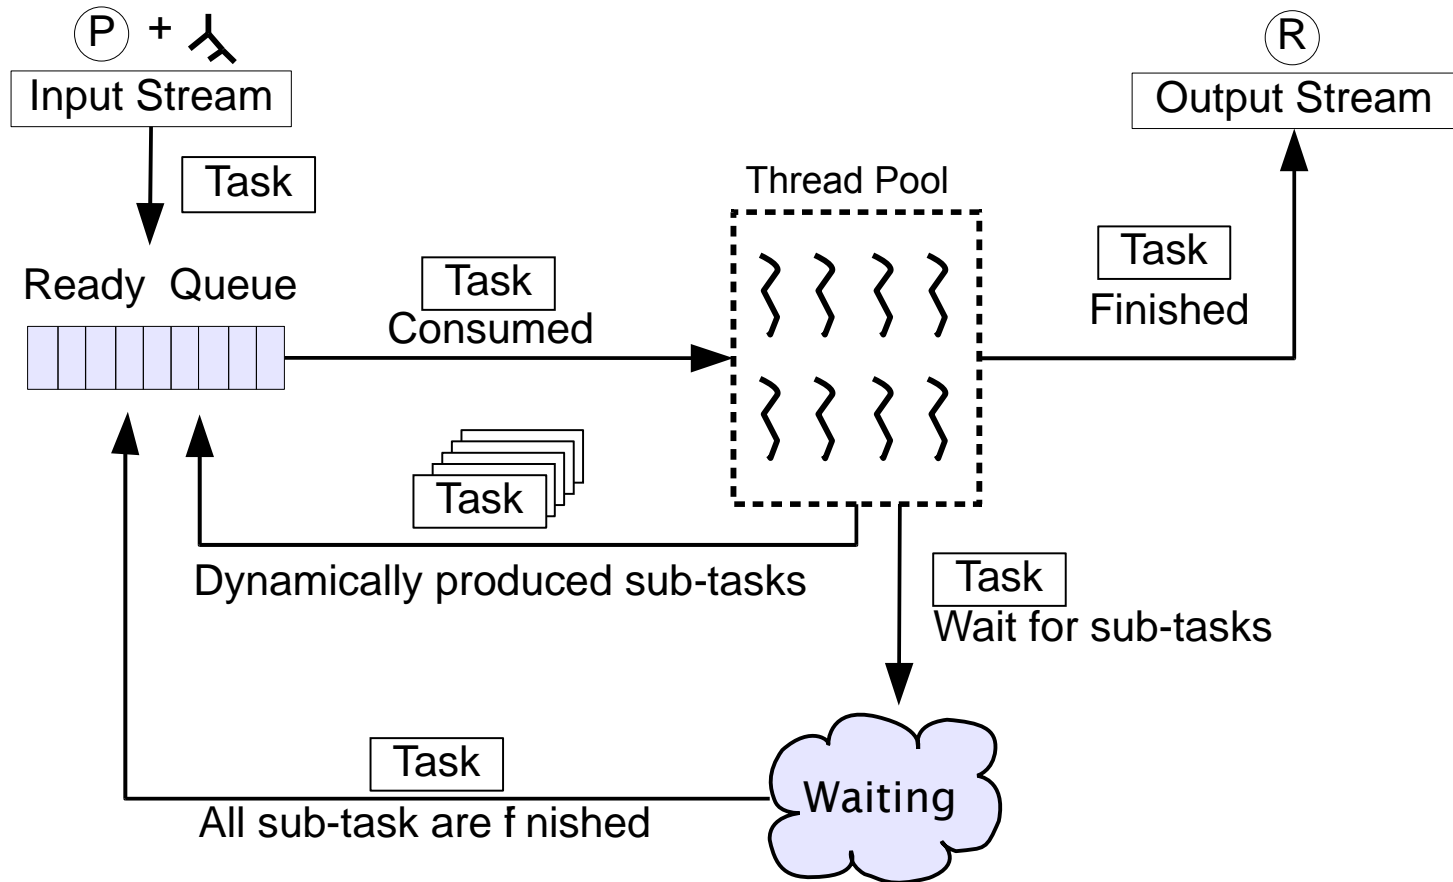 P +
R
Input Stream
Output Stream
Task
Thread Pool
Task
Finished
Ready Queue
Task
Consumed
Task
Dynamically produced sub-tasks
Task
Wait for sub-tasks
Task
All sub-task are f nished
Waiting